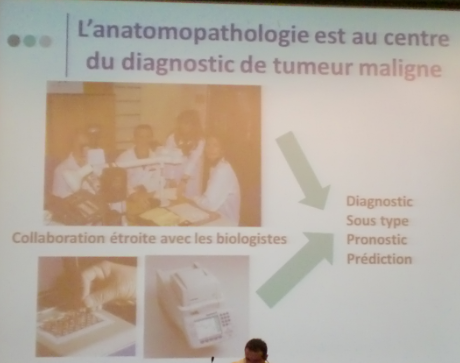 L'anatomopathologie est au centre
du diagnostic de tumeur maligne
Collaboration étroite avec les biologistes
Diagnostic
Sous type
Pronostic
Prédiction